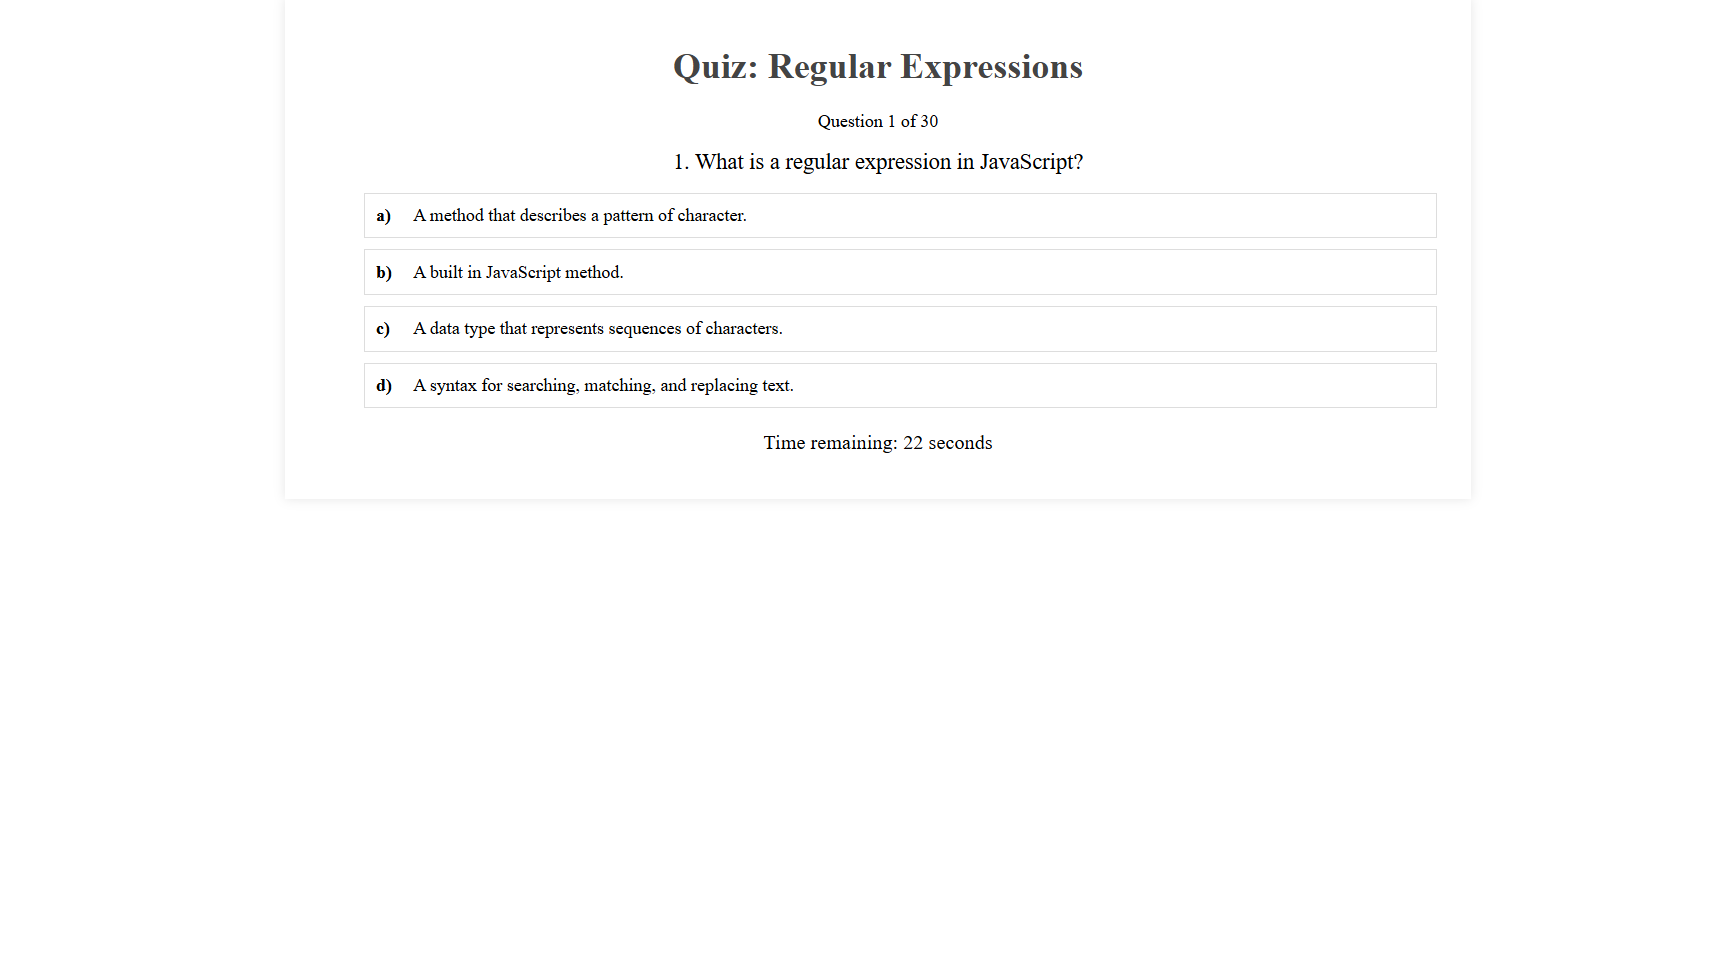 Quiz: Regular Expressions
Question 1 of 30
1. What is a regular expression in JavaScript?
a) A method that describes a pattern of character.
b) A built in JavaScript method.
c) A data type that represents sequences of characters.
d) A syntax for searching, matching, and replacing text.
Time remaining: 22 seconds